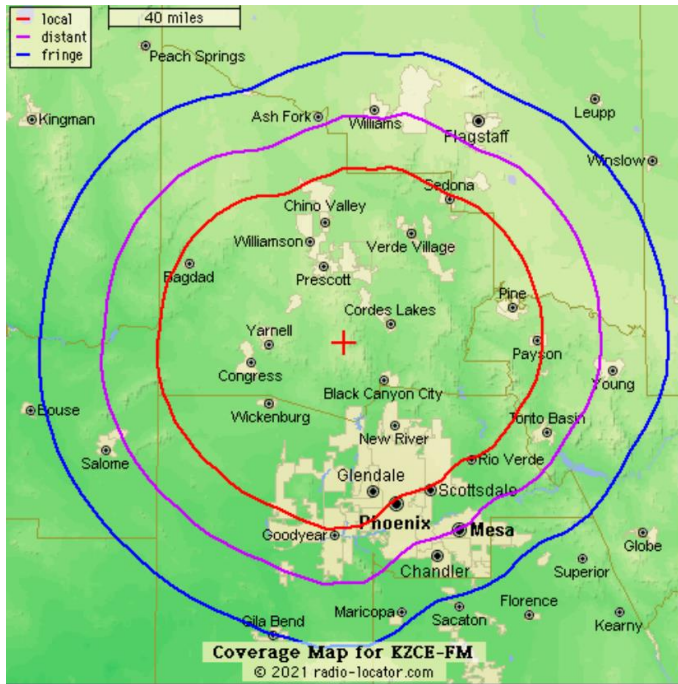 local
distant
fringe
40 miles
Peach Springs
Kingman
Ash Fork
Williams
Flagstaff
Leupp
Winslow
Sedona
Chino Valley
Williamson
Verde Village
Prescott
Bagdad
Pine
Cordes Lakes
Yarnell
Payson
Congress
Young
Black Canyon City
Wickenburg
Bouse
New River
Tonto Basin
Salome
Rio Verde
Glendale
Scottsdale
Phoenix
Goodyear
Mesa
Chandler
Globe
Superior
Maricopa
Sacaton
Florence
Kearny
Gila Bend
Coverage Map for KZCE-FM
© 2021 radio-locator.com